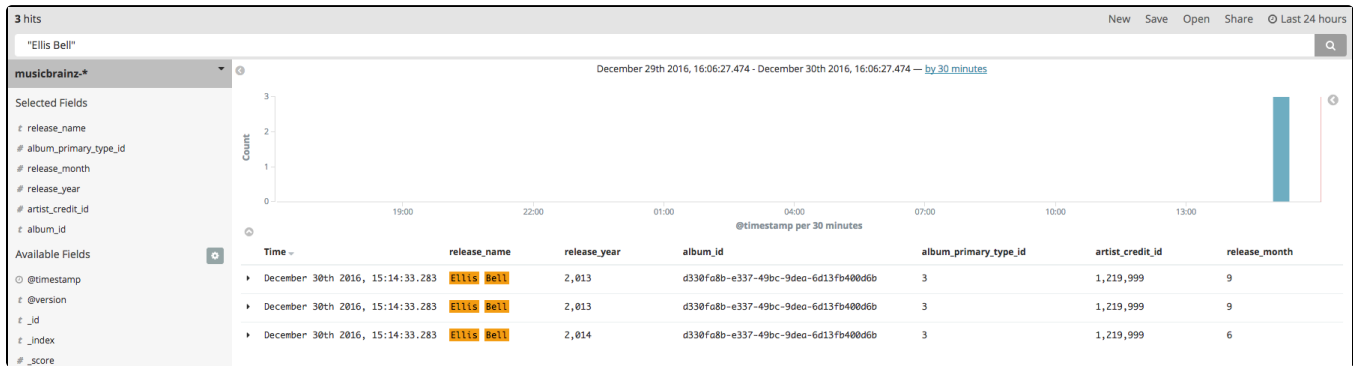 3 hits
New Save Open Share Last 24 hours
"Ellis Bell"
musicbrainz-*
Selected Fields
t release_name
# album_primary_type_id
# release_month
# release_year
# artist_credit_id
t album_id
Available Fields
@timestamp
t @version
t _id
t _index
# _score
December 29th 2016, 16:06:27.474 - December 30th 2016, 16:06:27.474 — by 30 minutes
Count
3
2
1
0
19:00 22:00 01:00 04:00 07:00 10:00 13:00
@timestamp per 30 minutes
Time release_name release_year album_id album_primary_type_id artist_credit_id release_month
December 30th 2016, 15:14:33.283 Ellis Bell 2,013 d330fa8b-e337-49bc-9dea-6d13fb400d6b 3 1,219,999 9
December 30th 2016, 15:14:33.283 Ellis Bell 2,013 d330fa8b-e337-49bc-9dea-6d13fb400d6b 3 1,219,999 9
December 30th 2016, 15:14:33.283 Ellis Bell 2,014 d330fa8b-e337-49bc-9dea-6d13fb400d6b 3 1,219,999 6